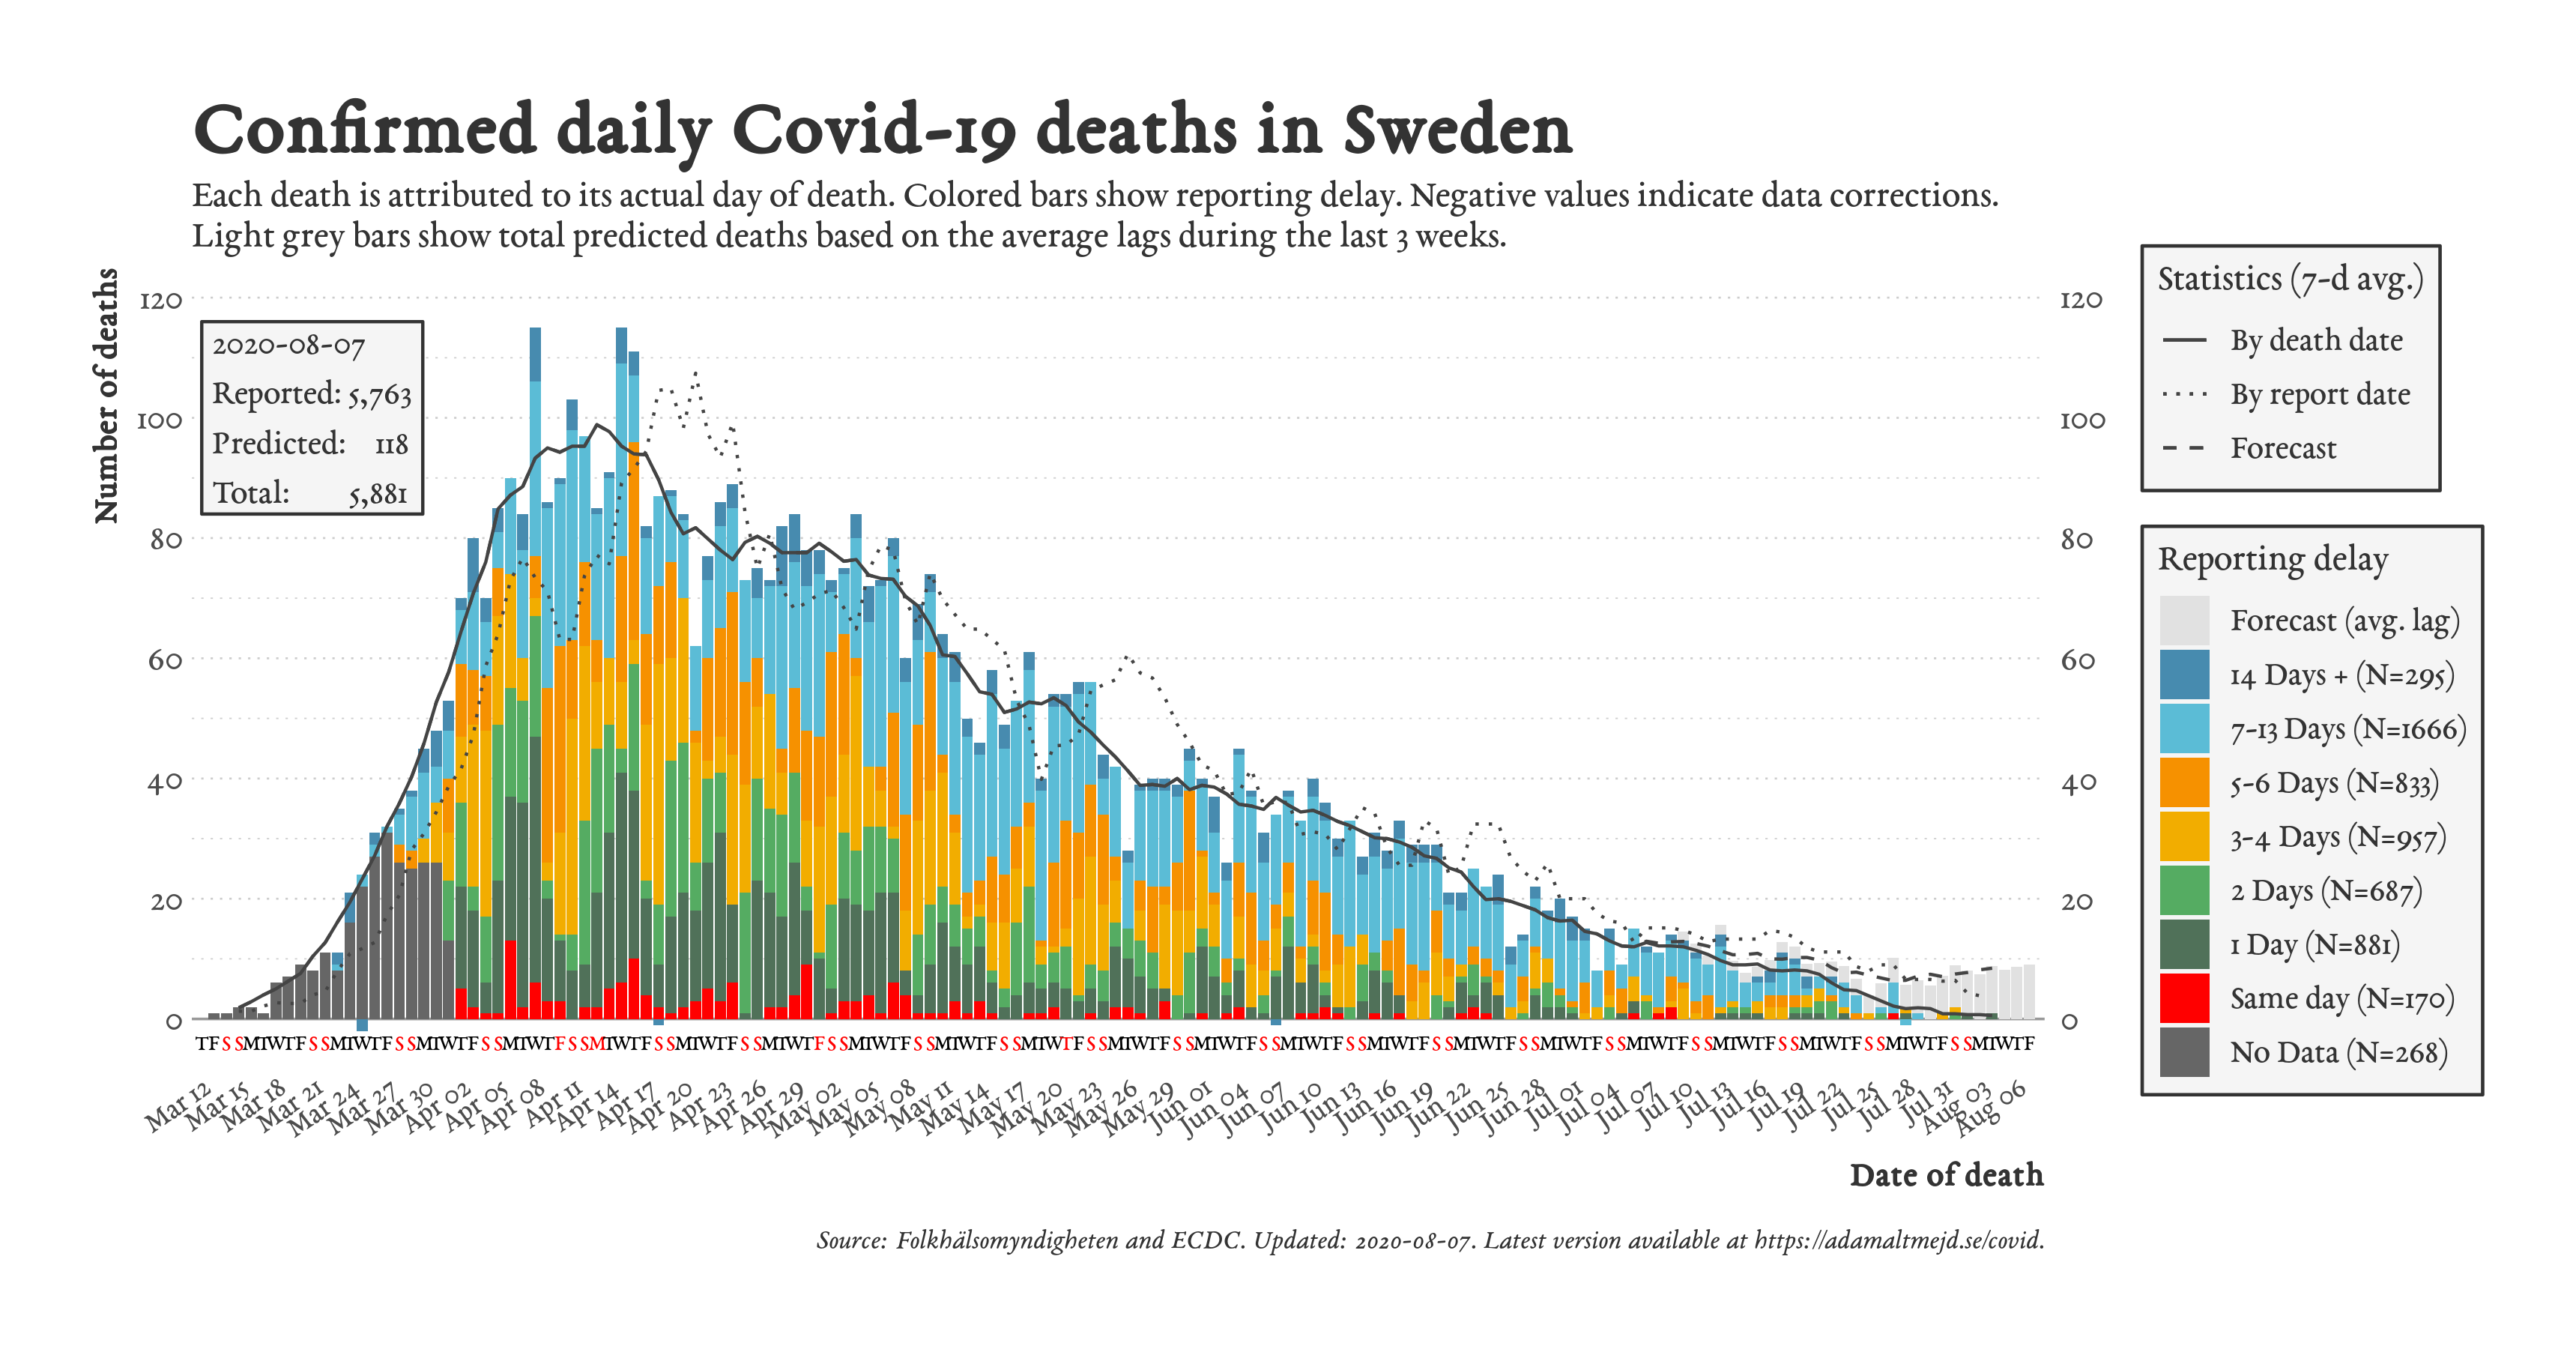 Confirmed daily Covid-19 deaths in Sweden
Each death is attributed to its actual day of death. Colored bars show reporting delay. Negative values indicate data corrections.
Light grey bars show total predicted deaths based on the average lags during the last 3 weeks.
Number of deaths
120
100
80
60
40
20
0
2020-08-07
Reported: 5,763
Predicted: 118
Total: 5,881
120
100
80
60
40
20
0
Statistics (7-d avg.)
By death date
By report date
Forecast
Reporting delay
Forecast (avg. lag)
14 Days + (N=295)
7-13 Days (N=1666)
5-6 Days (N=833)
3-4 Days (N=957)
2 Days (N=687)
1 Day (N=881)
Same day (N=170)
No Data (N=268)
TFSSMTWTFSSMTWTFSSMTWTFSSMTWTFSSMTWTFSSMTWTFSSMTWTFSSMTWTFSSMTWTFSSMTWTFSSMTWTFSSMTWTFSSMTWTFSSMTWTFSSMTWTFSSMTWTFSSMTWTFSSMTWTFSSMTWTFSSMTWTFSSMTWTF
Mar 12
Mar 15
Mar 18
Mar 21
Mar 24
Mar 27
Mar 30
Apr 02
Apr 05
Apr 08
Apr 11
Apr 14
Apr 17
Apr 20
Apr 23
Apr 26
Apr 29
May 02
May 05
May 08
May 11
May 14
May 17
May 20
May 23
May 26
May 29
Jun 01
Jun 04
Jun 07
Jun 10
Jun 13
Jun 16
Jun 19
Jun 22
Jun 25
Jun 28
Jul 01
Jul 04
Jul 07
Jul 10
Jul 13
Jul 16
Jul 19
Jul 22
Jul 25
Jul 28
Jul 31
Aug 03
Aug 06
Date of death
Source: Folkhälsomyndigheten and ECDC. Updated: 2020-08-07. Latest version available at https://adamaltmejd.se/covid.